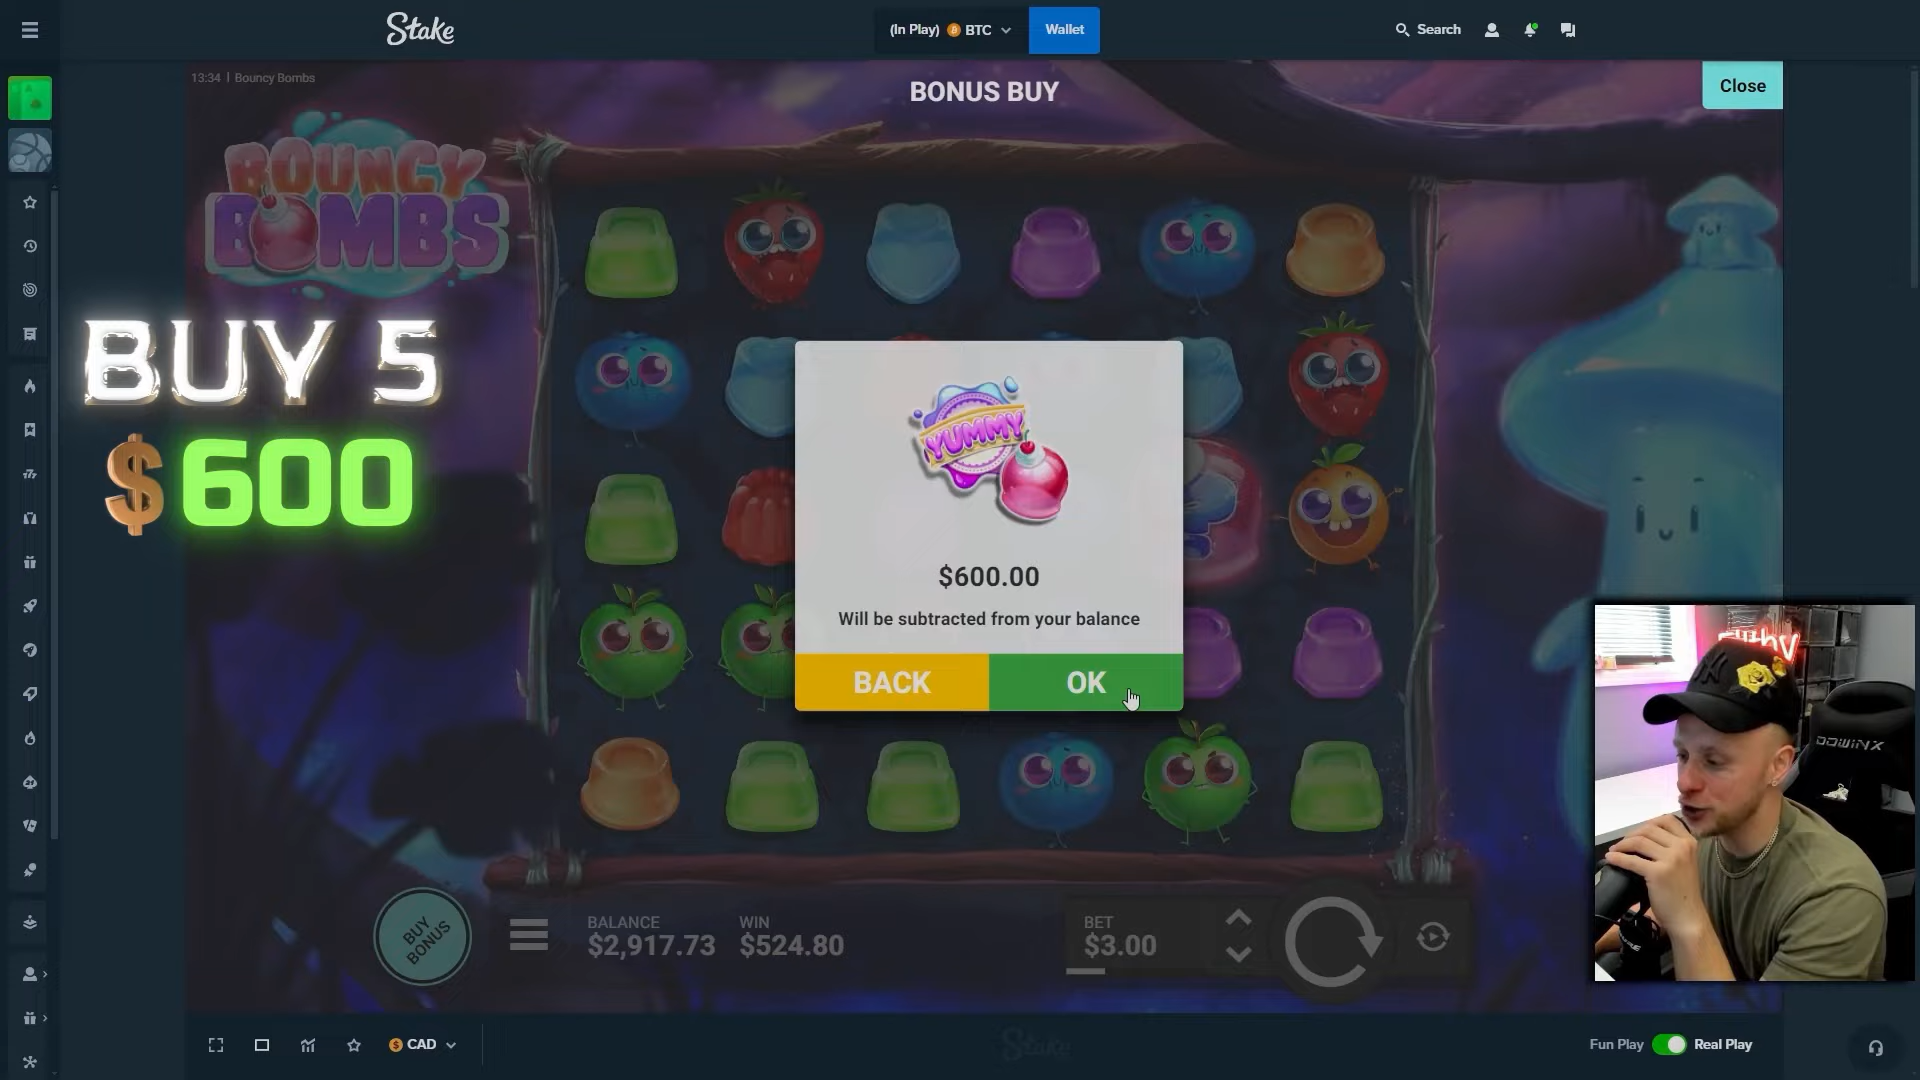 Stake
(In Play) BTC
Wallet
Search
13:34 | Bouncy Bombs
BONUS BUY
Close
BOUNCY
BOMBS
BUY 5
$600
YUMMY
$600.00
Will be subtracted from your balance
BACK
OK
DOWINX
BUY
BONUS
BALANCE
$2,917.73
WIN
$524.80
BET
$3.00
CAD
Stake
Fun Play
Real Play